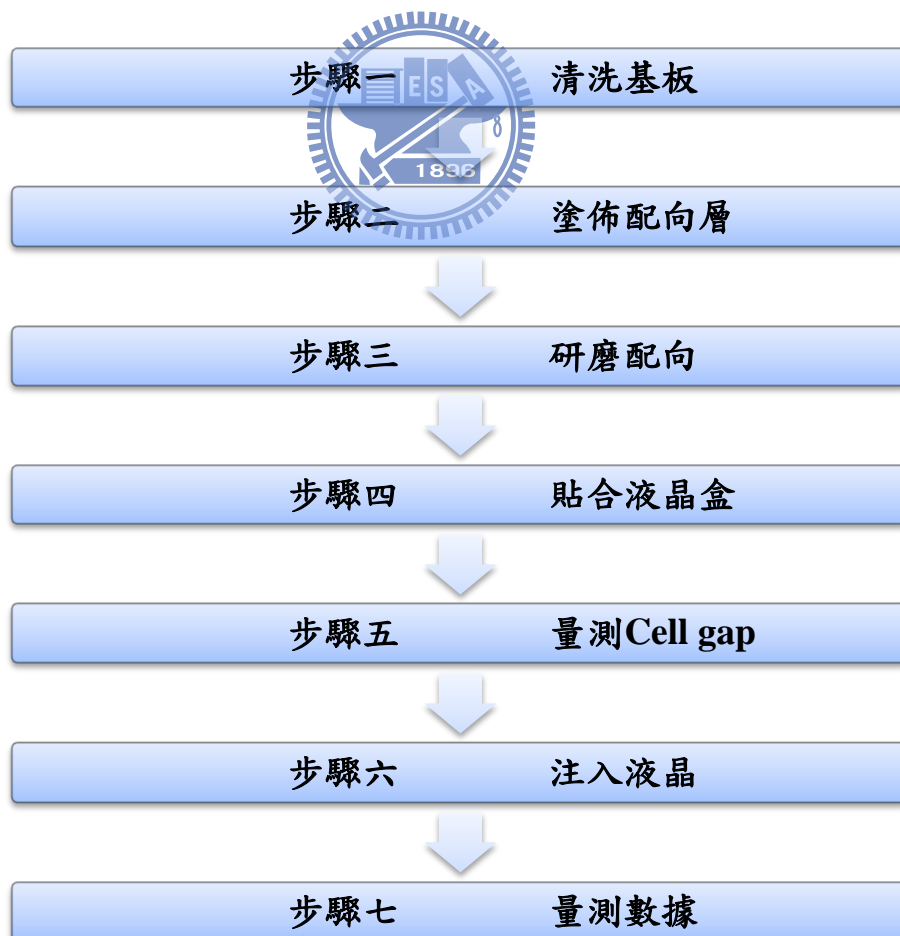 步驟一 清洗基板
ES A
1896
步驟二 塗佈配向層
步驟三 研磨配向
步驟四 貼合液晶盒
步驟五 量測Cell gap
步驟六 注入液晶
步驟七 量測數據